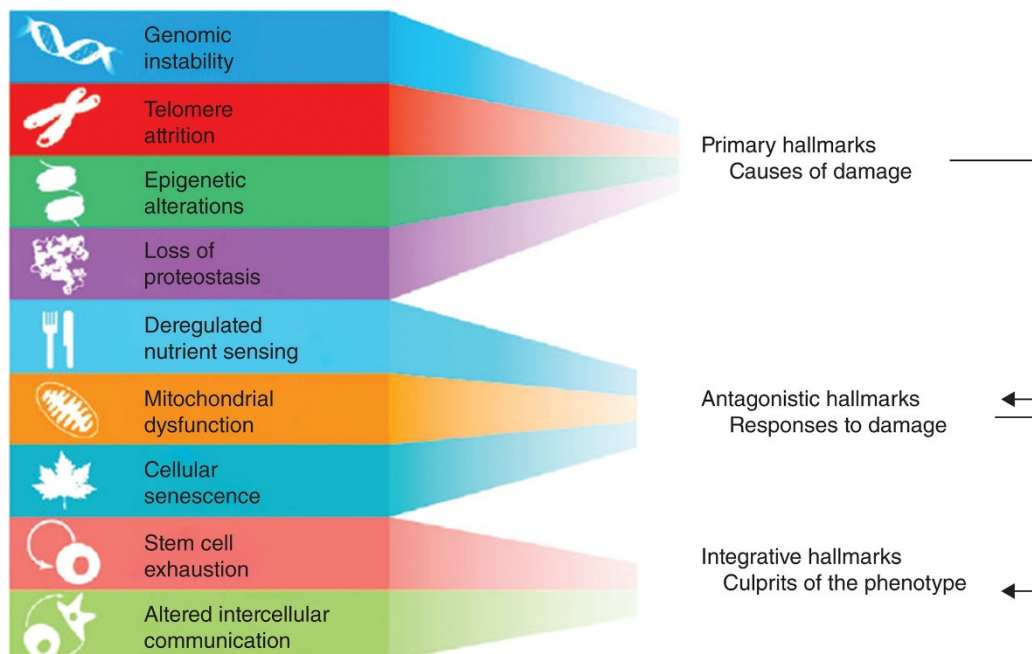 Genomic
instability
Telomere
attrition
Epigenetic
alterations
Loss of
proteostasis
Deregulated
nutrient sensing
Mitochondrial
dysfunction
Cellular
senescence
Stem cell
exhaustion
Altered intercellular
communication
Primary hallmarks
Causes of damage
Antagonistic hallmarks
Responses to damage
Integrative hallmarks
Culprits of the phenotype